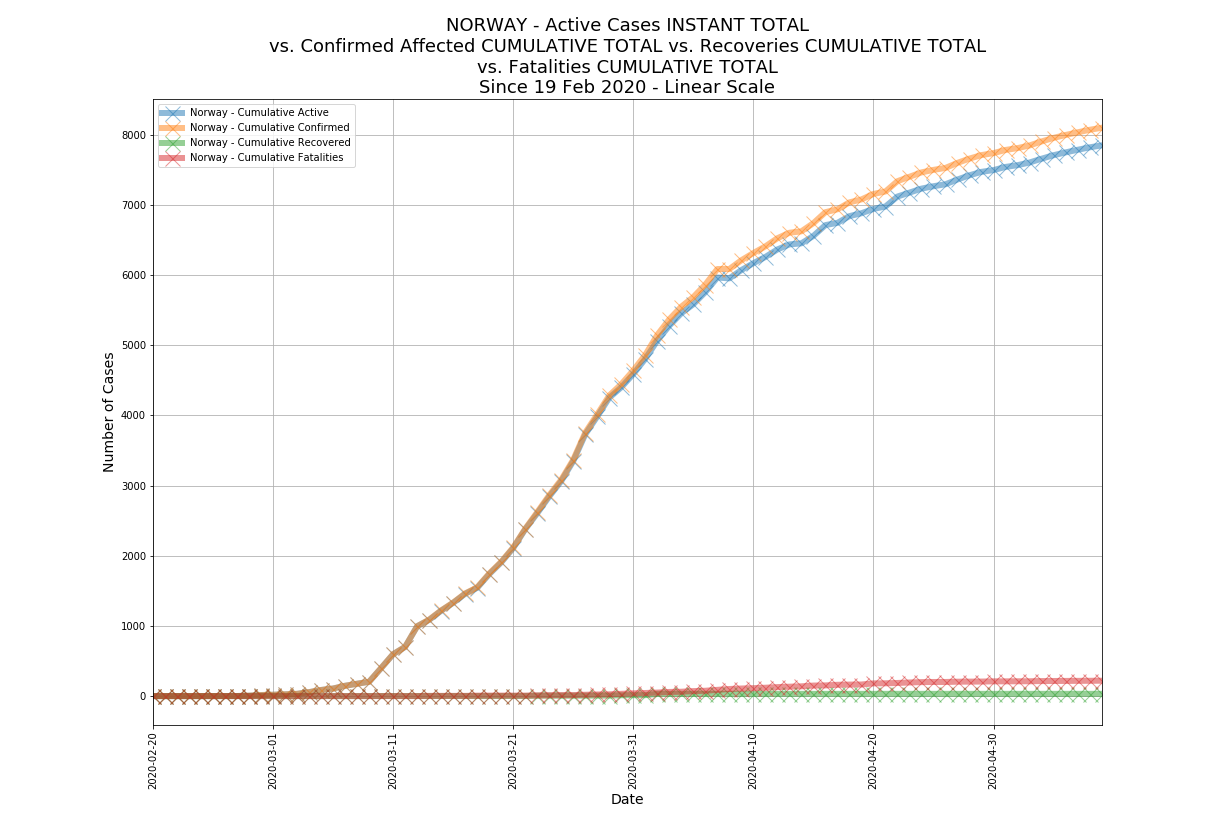 NORWAY - Active Cases INSTANT TOTAL
vs. Confirmed Affected CUMULATIVE TOTAL vs. Recoveries CUMULATIVE TOTAL
vs. Fatalities CUMULATIVE TOTAL
Since 19 Feb 2020 - Linear Scale
Norway - Cumulative Active
Norway - Cumulative Confirmed
Norway - Cumulative Recovered
Norway - Cumulative Fatalities
Number of Cases
8000
7000
6000
5000
4000
3000
2000
1000
0
2020-02-20
2020-03-01
2020-03-11
2020-03-21
2020-03-31
2020-04-10
2020-04-20
2020-04-30
Date